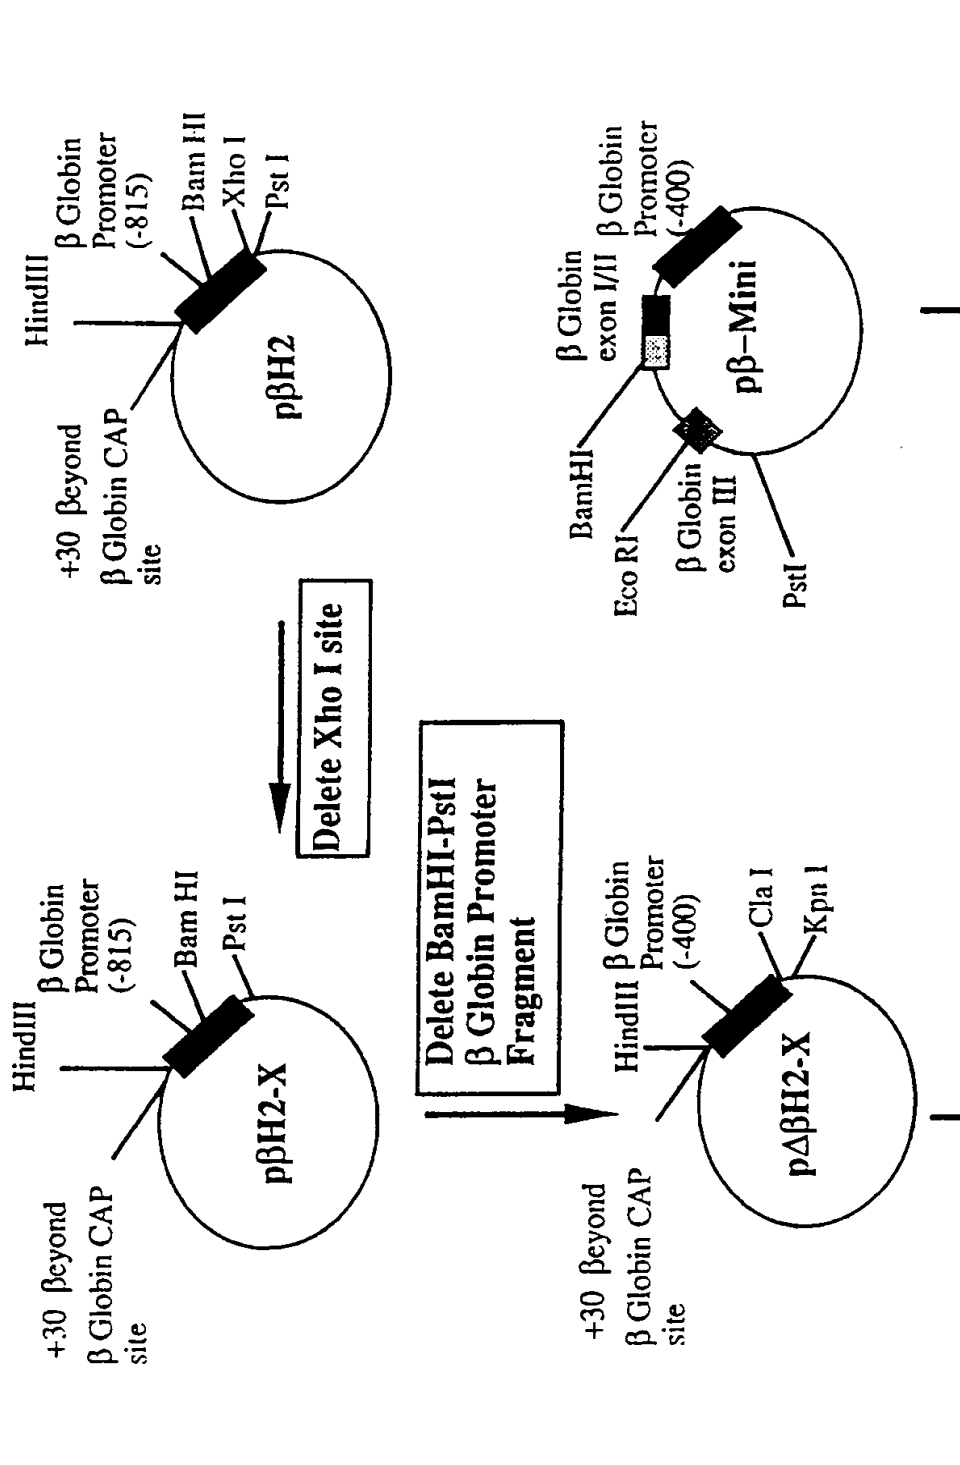 HindIII
β Globin
Promoter
(-815)
Bam HI
Pst I
+30 βeyond
β Globin CAP
site
pβH2-X
Delete Xho I site
HindIII
β Globin
Promoter
(-815)
Bam HI
Xho I
Pst I
+30 βeyond
β Globin CAP
site
pβH2
Delete BamHI-PstI
β Globin Promoter
Fragment
HindIII
β Globin
Promoter
(-400)
Cla I
Kpn I
+30 βeyond
β Globin CAP
site
pΔβH2-X
β Globin
exon I/II
β Globin
Promoter
(-400)
BamHI
Eco RI
β Globin
exon III
PstI
pβ-Mini